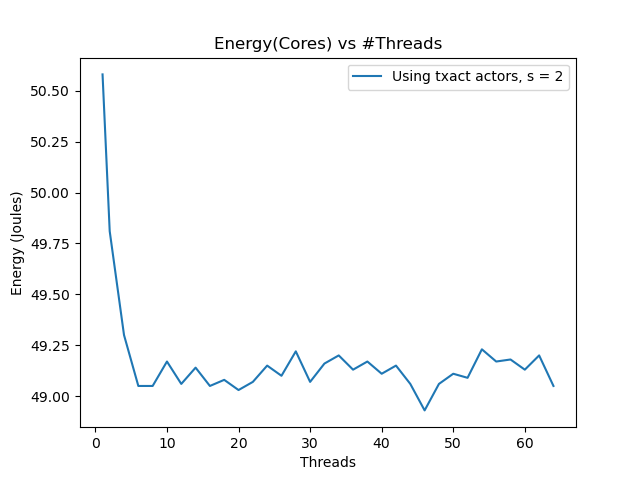 Energy(Cores) vs #Threads
Using txact actors, s = 2
50.50
50.25
50.00
49.75
49.50
49.25
49.00
Energy (Joules)
0 10 20 30 40 50 60
Threads